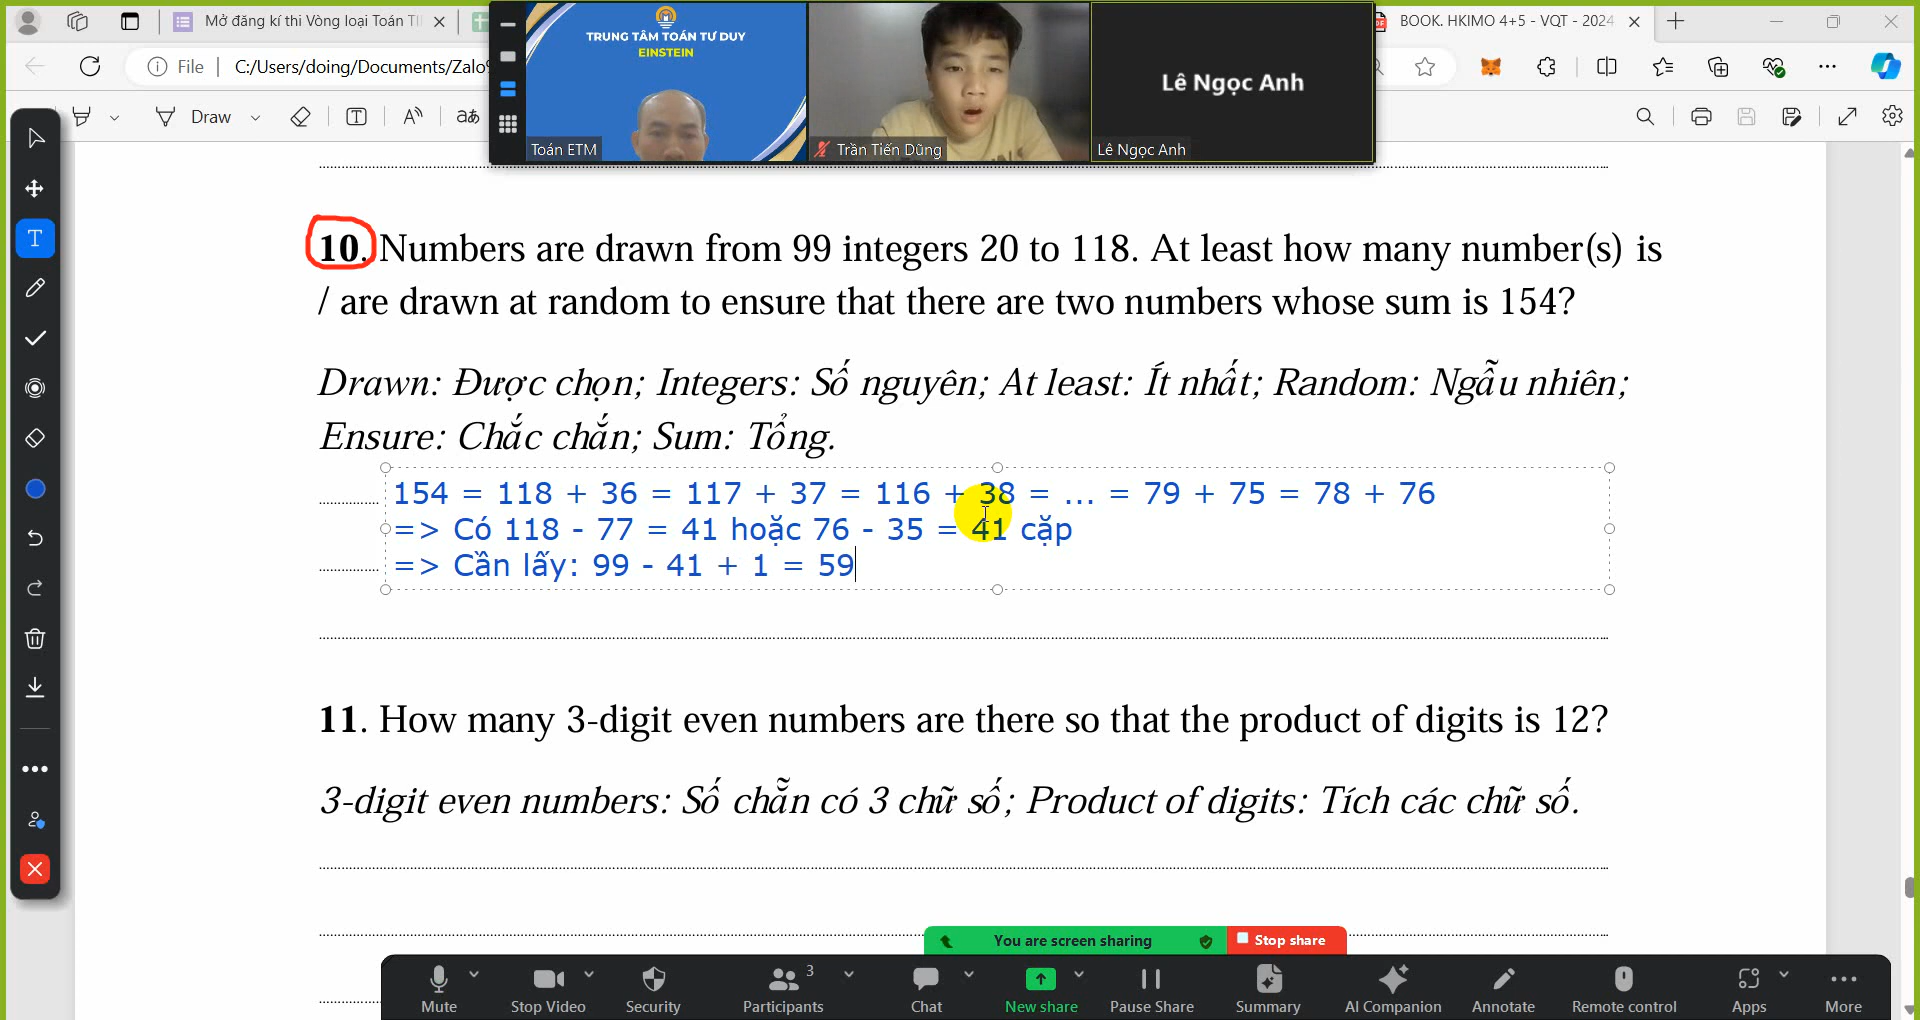 Mở đăng kí thi Vòng loại Toán TI
BOOK. HKIMO 4+5 - VQT - 2024
File
C:/Users/doing/Documents/Zalo
Draw
aあ
TRUNG TÂM TOÁN TƯ DUY
EINSTEIN
Toán ETM
Trần Tiến Dũng
Lê Ngọc Anh
Lê Ngọc Anh
10. Numbers are drawn from 99 integers 20 to 118. At least how many number(s) is
/ are drawn at random to ensure that there are two numbers whose sum is 154?
Drawn: Được chọn; Integers: Số nguyên; At least: Ít nhất; Random: Ngẫu nhiên;
Ensure: Chắc chắn; Sum: Tổng.
154 = 118 + 36 = 117 + 37 = 116 + 38 = ... = 79 + 75 = 78 + 76
=> Có 118 - 77 = 41 hoặc 76 - 35 = 41 cặp
=> Cần lấy: 99 - 41 + 1 = 59
11. How many 3-digit even numbers are there so that the product of digits is 12?
3-digit even numbers: Số chẵn có 3 chữ số; Product of digits: Tích các chữ số.
You are screen sharing
Stop share
Mute
Stop Video
Security
Participants
3
Chat
New share
Pause Share
Summary
AI Companion
Annotate
Remote control
Apps
More